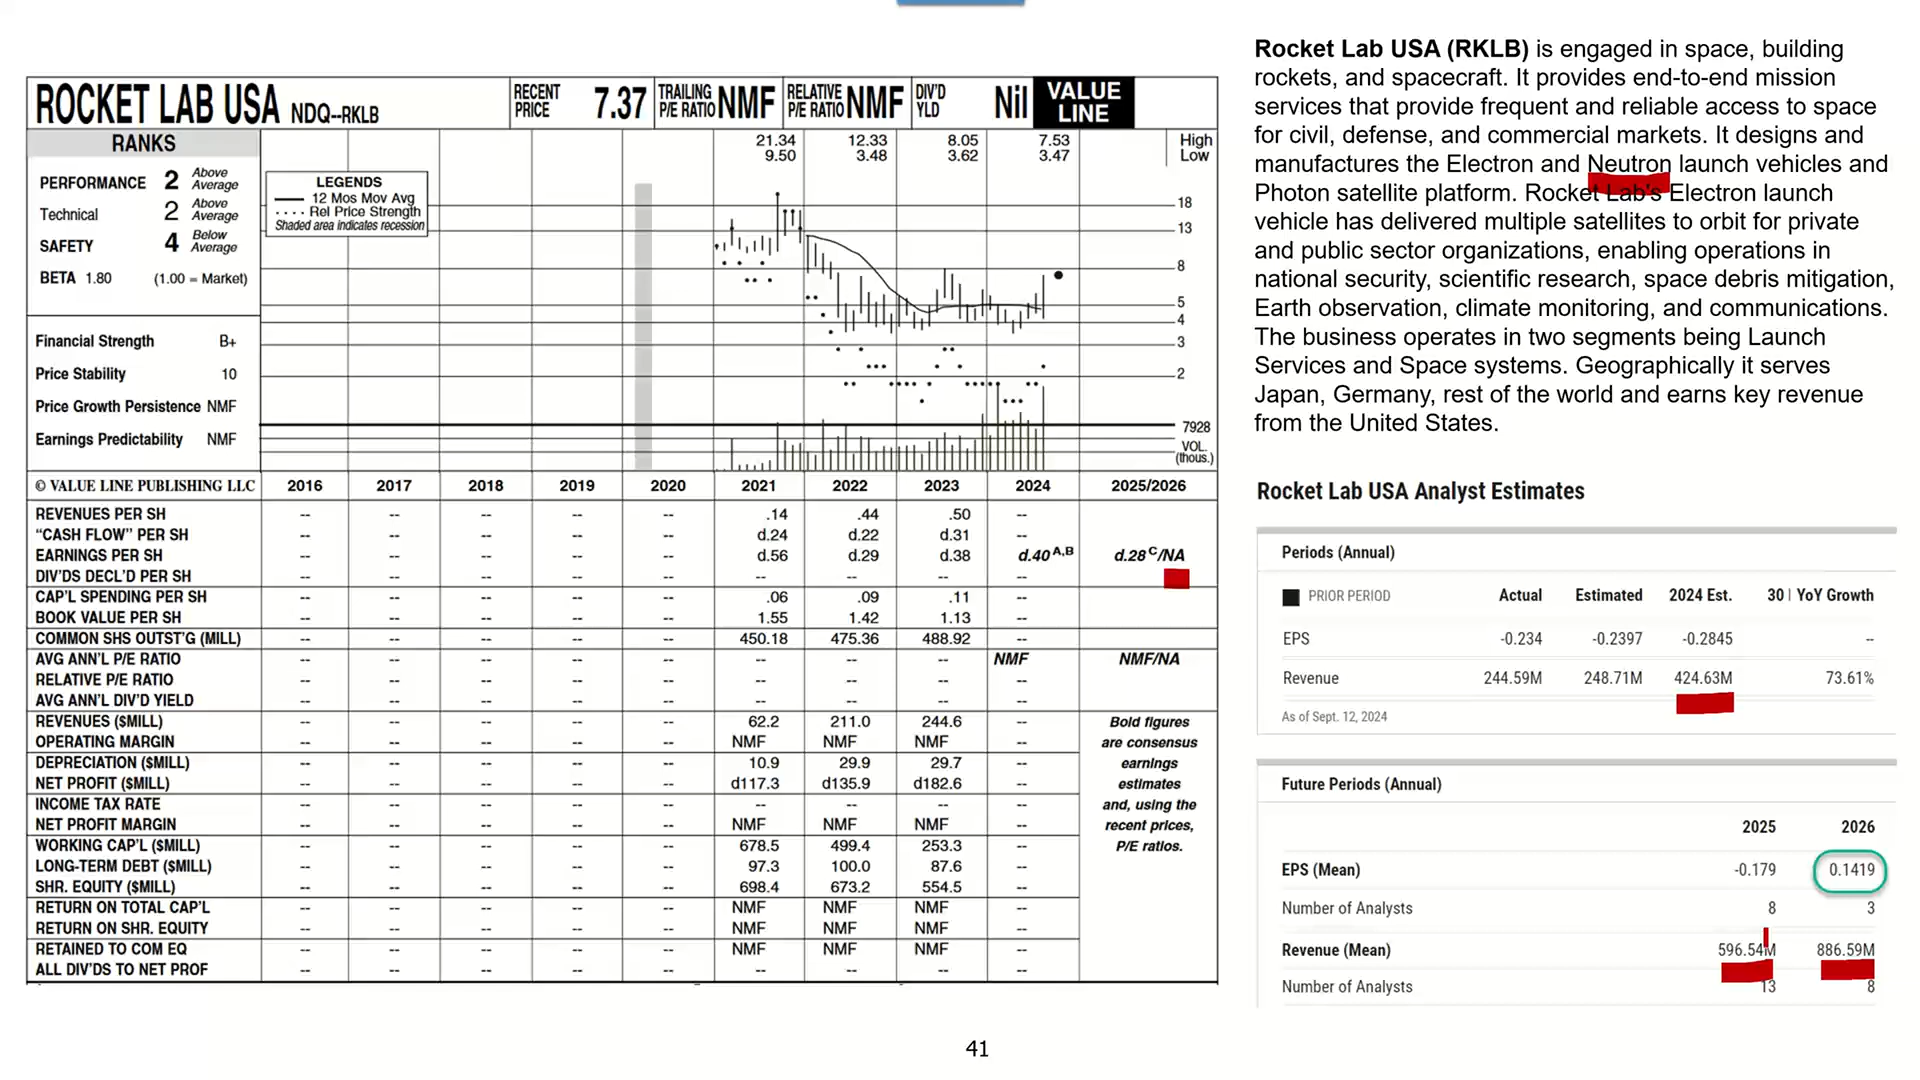 ROCKET LAB USA NDQ--RKLB
RECENT PRICE 7.37 TRAILING P/E RATIO NMF RELATIVE P/E RATIO NMF DIV'D YLD Nil VALUE LINE
RANKS
PERFORMANCE 2 Above Average
Technical 2 Above Average
SAFETY 4 Below Average
BETA 1.80 (1.00 = Market)
Financial Strength B+
Price Stability 10
Price Growth Persistence NMF
Earnings Predictability NMF
LEGENDS
12 Mos Mov Avg
Rel Price Strength
Shaded area indicates recession
21.34 12.33 8.05 7.53 High
9.50 3.48 3.62 3.47 Low
18
13
8
5
4
3
2
7928
VOL.
(thous.)
© VALUE LINE PUBLISHING LLC 2016 2017 2018 2019 2020 2021 2022 2023 2024 2025/2026
REVENUES PER SH -- -- -- -- -- .14 .44 .50 --
"CASH FLOW" PER SH -- -- -- -- -- d.24 d.22 d.31 --
EARNINGS PER SH -- -- -- -- -- d.56 d.29 d.38 d.40 A,B d.28 C/NA
DIV'DS DECL'D PER SH -- -- -- -- -- -- -- -- --
CAP'L SPENDING PER SH -- -- -- -- -- .06 .09 .11 --
BOOK VALUE PER SH -- -- -- -- -- 1.55 1.42 1.13 --
COMMON SHS OUTST'G (MILL) -- -- -- -- -- 450.18 475.36 488.92 --
AVG ANN'L P/E RATIO -- -- -- -- -- -- -- -- NMF NMF/NA
RELATIVE P/E RATIO -- -- -- -- -- -- -- -- --
AVG ANN'L DIV'D YIELD -- -- -- -- -- -- -- -- --
REVENUES ($MILL) -- -- -- -- -- 62.2 211.0 244.6 -- Bold figures
OPERATING MARGIN -- -- -- -- -- NMF NMF NMF -- are consensus
DEPRECIATION ($MILL) -- -- -- -- -- 10.9 29.9 29.7 -- earnings
NET PROFIT ($MILL) -- -- -- -- -- d117.3 d135.9 d182.6 -- estimates
INCOME TAX RATE -- -- -- -- -- -- -- -- -- and, using the
NET PROFIT MARGIN -- -- -- -- -- NMF NMF NMF -- recent prices,
WORKING CAP'L ($MILL) -- -- -- -- -- 678.5 499.4 253.3 -- P/E ratios.
LONG-TERM DEBT ($MILL) -- -- -- -- -- 97.3 100.0 87.6 --
SHR. EQUITY ($MILL) -- -- -- -- -- 698.4 673.2 554.5 --
RETURN ON TOTAL CAP'L -- -- -- -- -- NMF NMF NMF --
RETURN ON SHR. EQUITY -- -- -- -- -- NMF NMF NMF --
RETAINED TO COM EQ -- -- -- -- -- NMF NMF NMF --
ALL DIV'DS TO NET PROF -- -- -- -- -- -- -- -- --
Rocket Lab USA (RKLB) is engaged in space, building
rockets, and spacecraft. It provides end-to-end mission
services that provide frequent and reliable access to space
for civil, defense, and commercial markets. It designs and
manufactures the Electron and Neutron launch vehicles and
Photon satellite platform. Rocket Lab's Electron launch
vehicle has delivered multiple satellites to orbit for private
and public sector organizations, enabling operations in
national security, scientific research, space debris mitigation,
Earth observation, climate monitoring, and communications.
The business operates in two segments being Launch
Services and Space systems. Geographically it serves
Japan, Germany, rest of the world and earns key revenue
from the United States.
Rocket Lab USA Analyst Estimates
Periods (Annual)
PRIOR PERIOD Actual Estimated 2024 Est. 30 | YoY Growth
EPS -0.234 -0.2397 -0.2845 --
Revenue 244.59M 248.71M 424.63M 73.61%
As of Sept. 12, 2024
Future Periods (Annual)
2025 2026
EPS (Mean) -0.179 0.1419
Number of Analysts 8 3
Revenue (Mean) 596.54M 886.59M
Number of Analysts 13 8
41